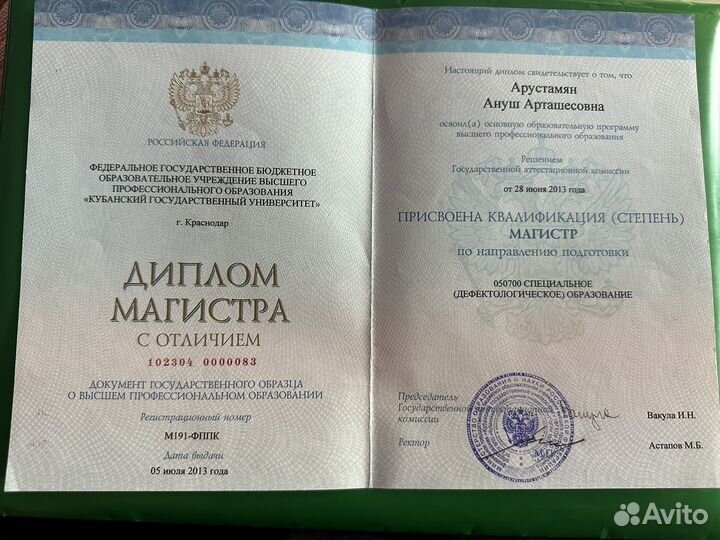 РОССИЙСКАЯ ФЕДЕРАЦИЯ
ФЕДЕРАЛЬНОЕ ГОСУДАРСТВЕННОЕ БЮДЖЕТНОЕ
ОБРАЗОВАТЕЛЬНОЕ УЧРЕЖДЕНИЕ ВЫСШЕГО
ПРОФЕССИОНАЛЬНОГО ОБРАЗОВАНИЯ
«КУБАНСКИЙ ГОСУДАРСТВЕННЫЙ УНИВЕРСИТЕТ»
г. Краснодар
ДИПЛОМ
МАГИСТРА
С ОТЛИЧИЕМ
102304 0000083
ДОКУМЕНТ ГОСУДАРСТВЕННОГО ОБРАЗЦА
О ВЫСШЕМ ПРОФЕССИОНАЛЬНОМ ОБРАЗОВАНИИ
Регистрационный номер
М191-ФППК
Дата выдачи
05 июля 2013 года
Настоящий диплом свидетельствует о том, что
Арустамян
Ануш Арташесовна
освоил(а) основную образовательную программу
высшего профессионального образования
Решением
Государственной аттестационной комиссии
от 28 июня 2013 года
ПРИСВОЕНА КВАЛИФИКАЦИЯ (СТЕПЕНЬ)
МАГИСТР
по направлению подготовки
050700 СПЕЦИАЛЬНОЕ
(ДЕФЕКТОЛОГИЧЕСКОЕ) ОБРАЗОВАНИЕ
Председатель
Государственной аттестационной
комиссии
Вакула И.Н.
Ректор
Астапов М.Б.
М.П.
Avito